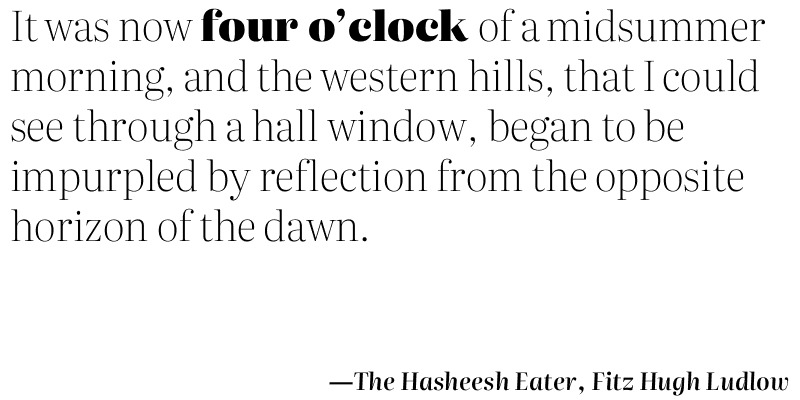 It was now four o’clock of a midsummer
morning, and the western hills, that I could
see through a hall window, began to be
impurpled by reflection from the opposite
horizon of the dawn.
—The Hasheesh Eater, Fitz Hugh Ludlow